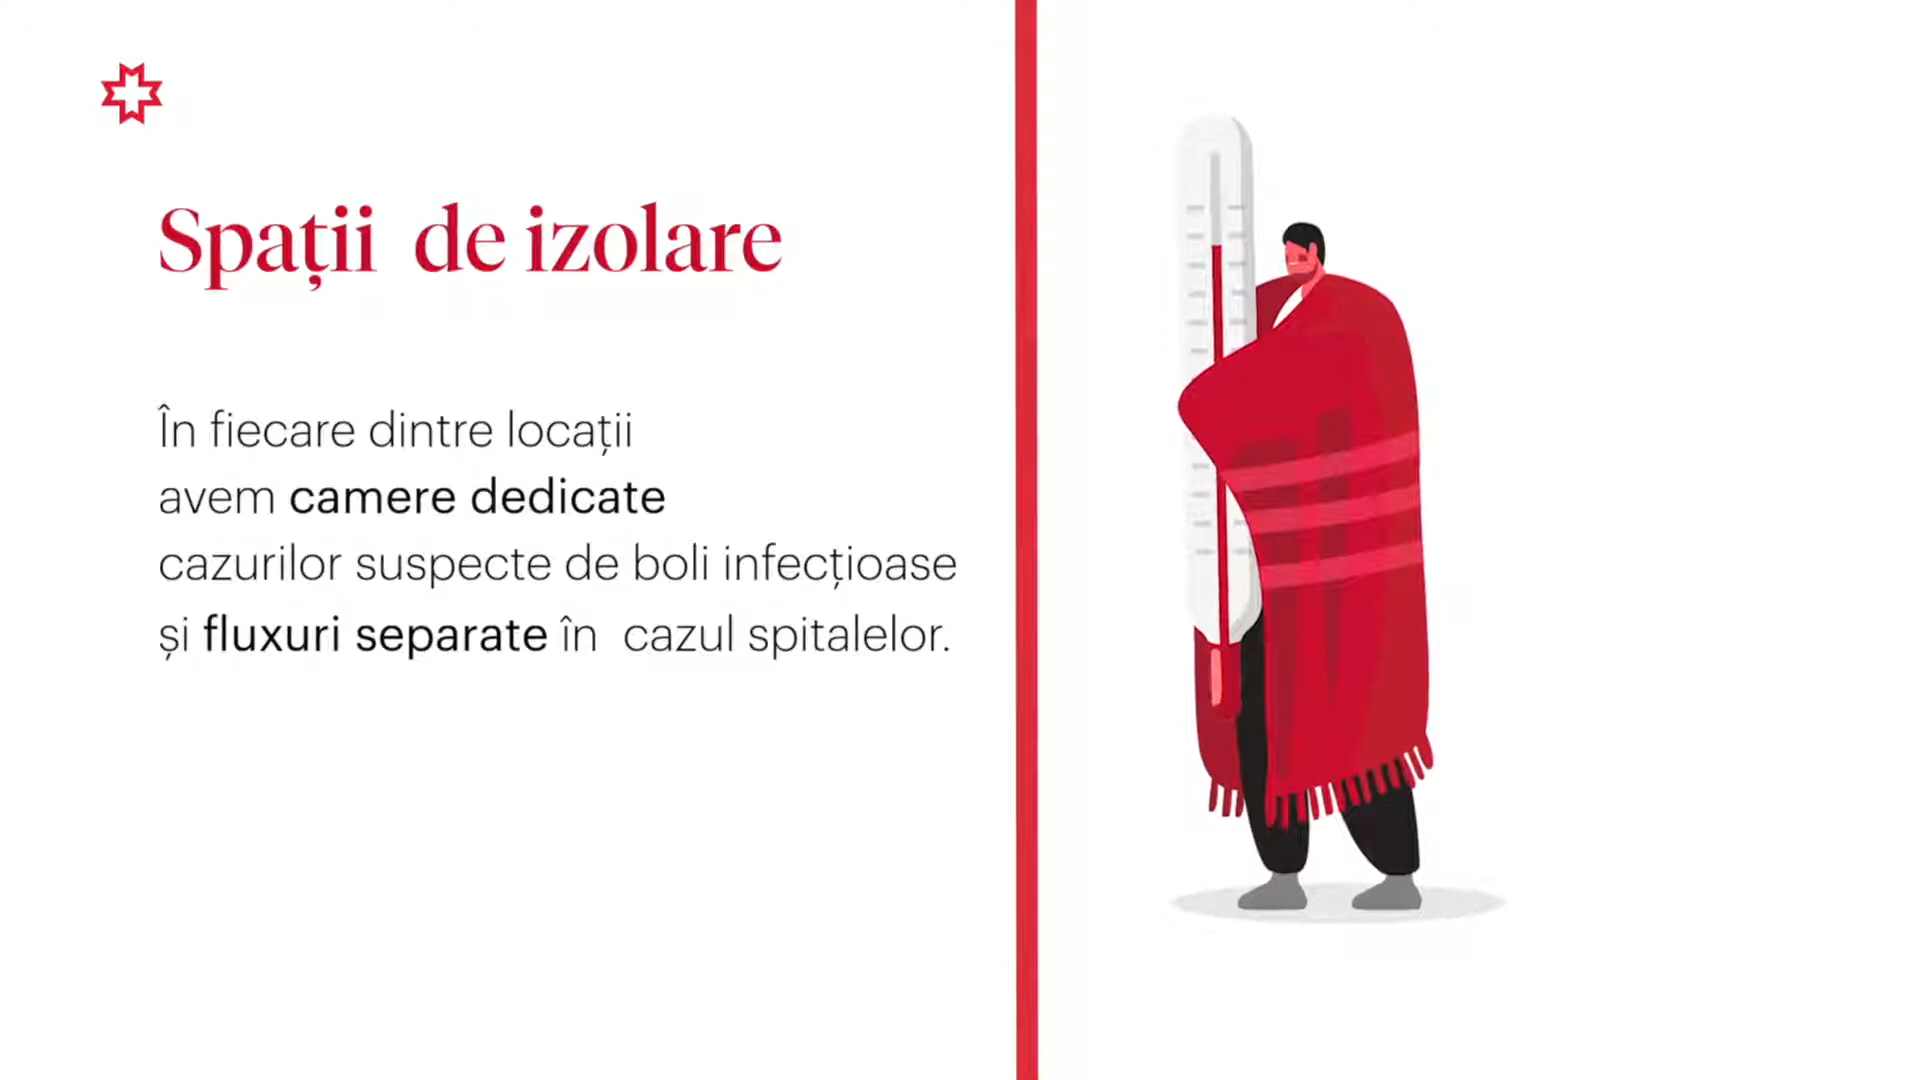 Spații de izolare
În fiecare dintre locații
avem camere dedicate
cazurilor suspecte de boli infecțioase
și fluxuri separate în cazul spitalelor.